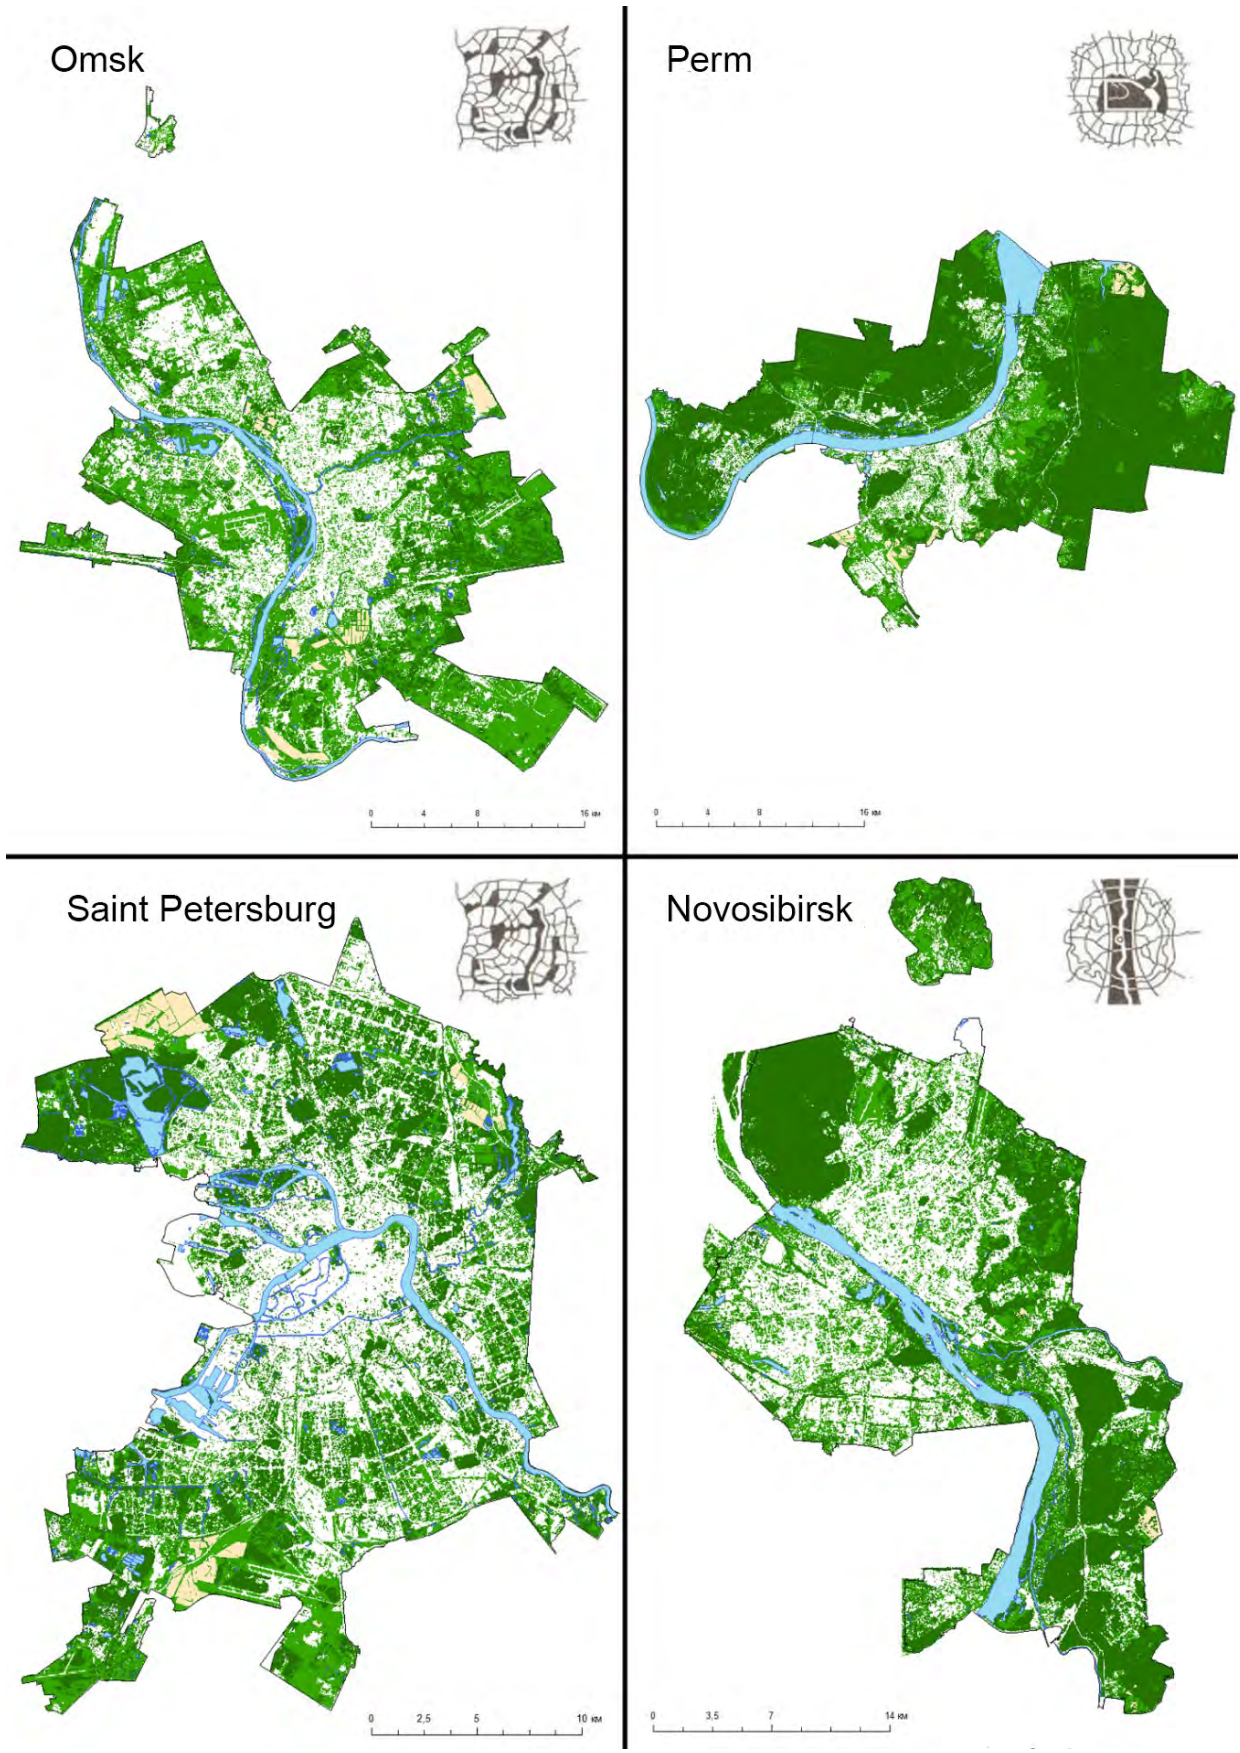 Omsk
Perm
0 4 8 16 км
0 4 8 16 км
Saint Petersburg
Novosibirsk
0 2,5 5 10 км
0 3,5 7 14 км